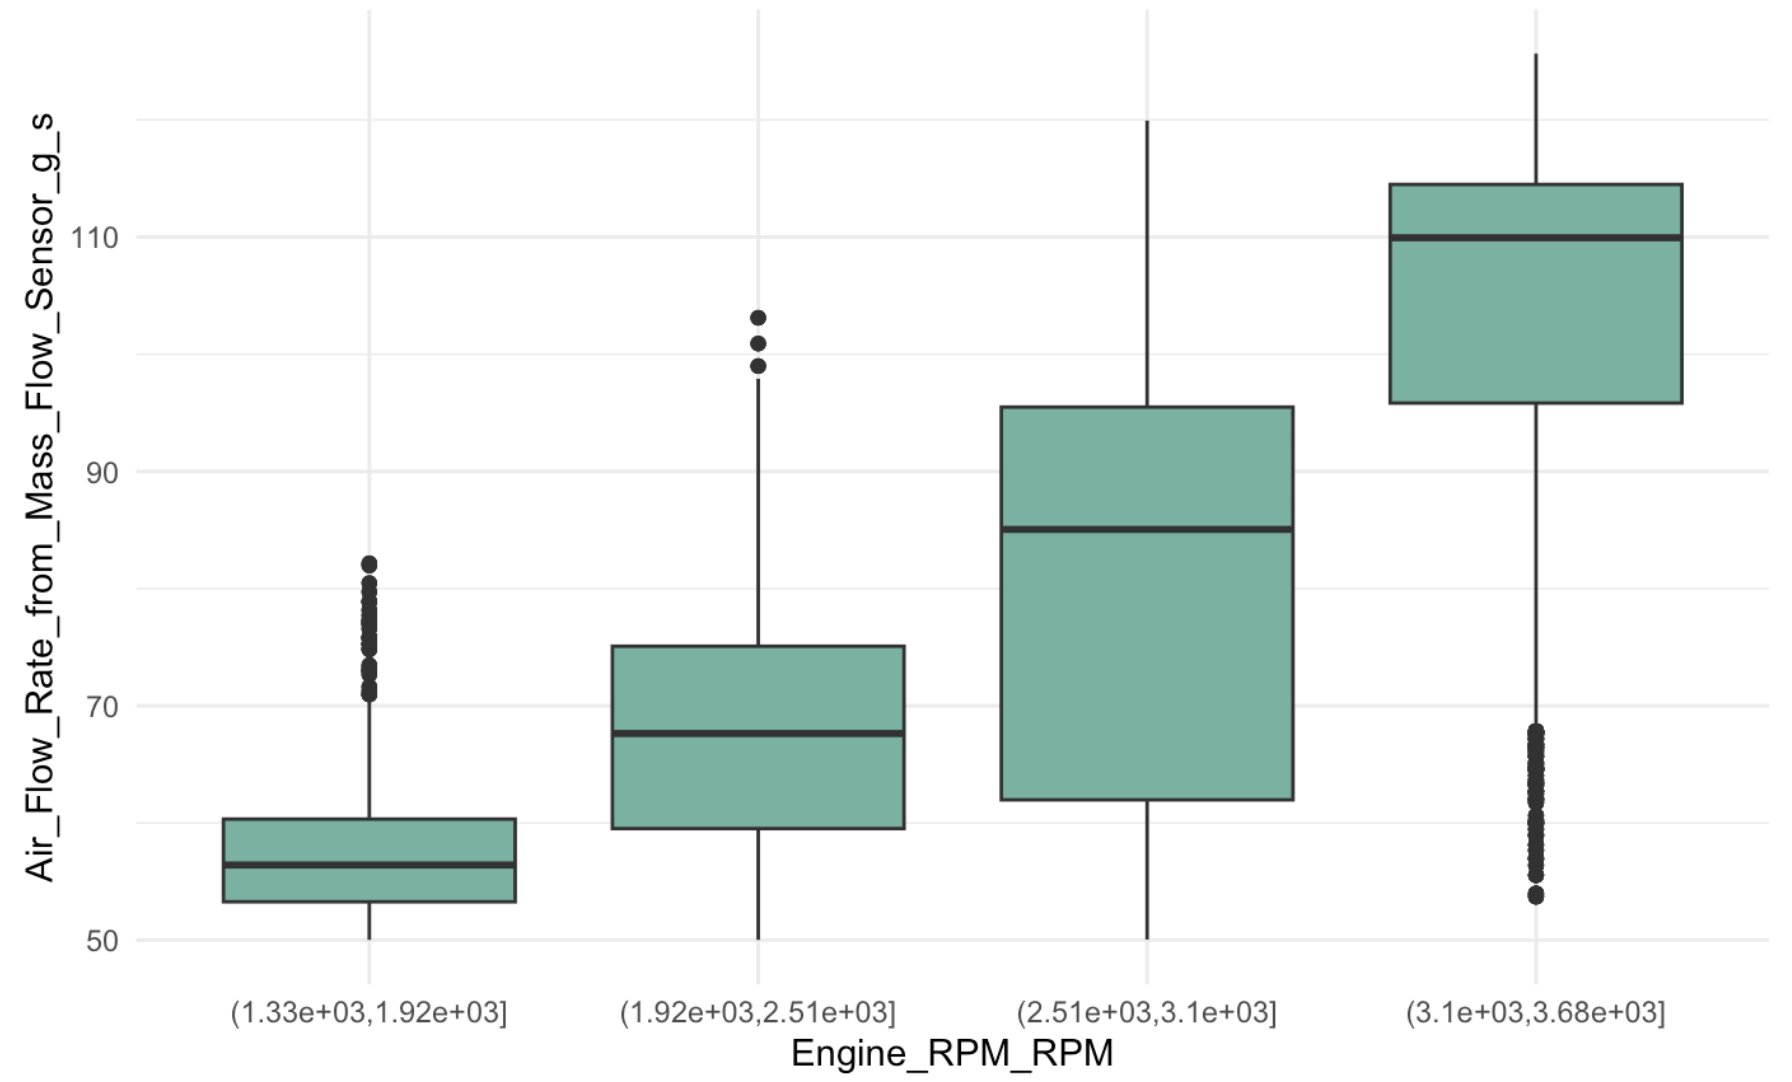 Air_Flow_Rate_from_Mass_Flow_Sensor_g_s
110
90
70
50
(1.33e+03,1.92e+03]
(1.92e+03,2.51e+03]
(2.51e+03,3.1e+03]
(3.1e+03,3.68e+03]
Engine_RPM_RPM